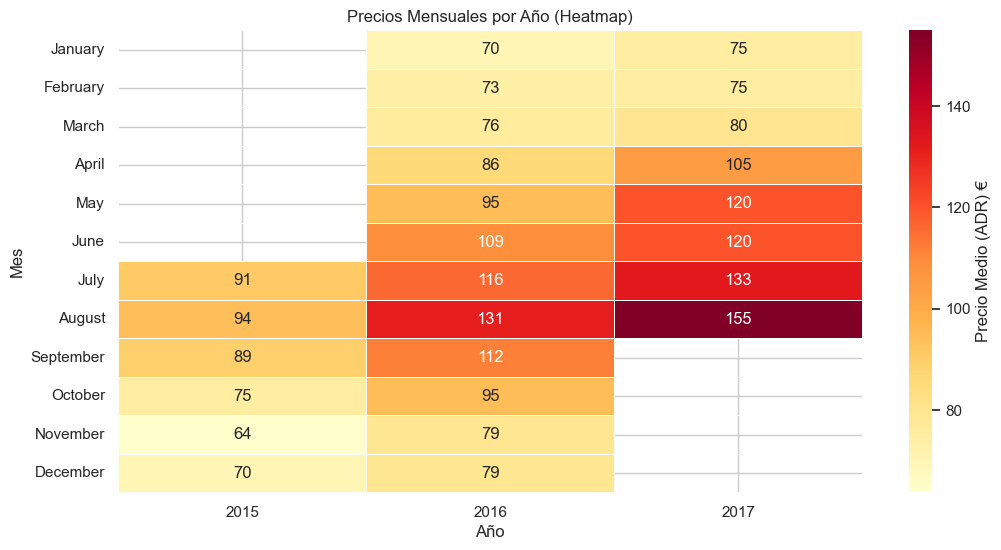 Precios Mensuales por Año (Heatmap)
Mes
January 70 75
February 73 75
March 76 80
April 86 105
May 95 120
June 109 120
July 91 116 133
August 94 131 155
September 89 112
October 75 95
November 64 79
December 70 79
2015 2016 2017
Año
140
120
100
80
Precio Medio (ADR) €